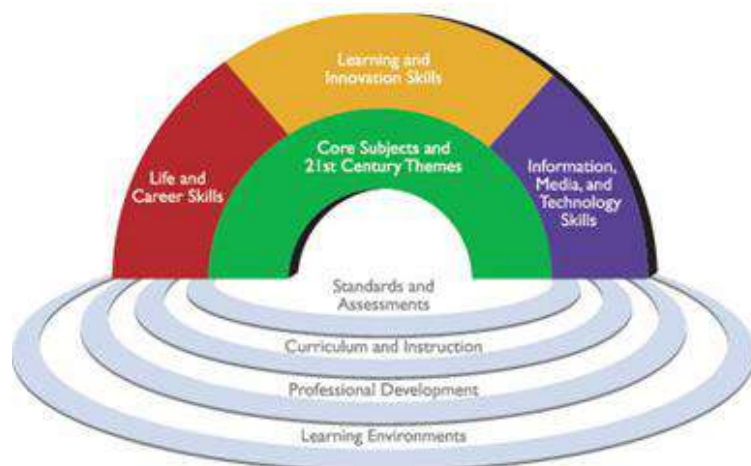 Learning and
Innovation Skills
Core Subjects and
21st Century Themes
Life and
Career Skills
Information,
Media, and
Technology
Skills
Standards and
Assessments
Curriculum and Instruction
Professional Development
Learning Environments